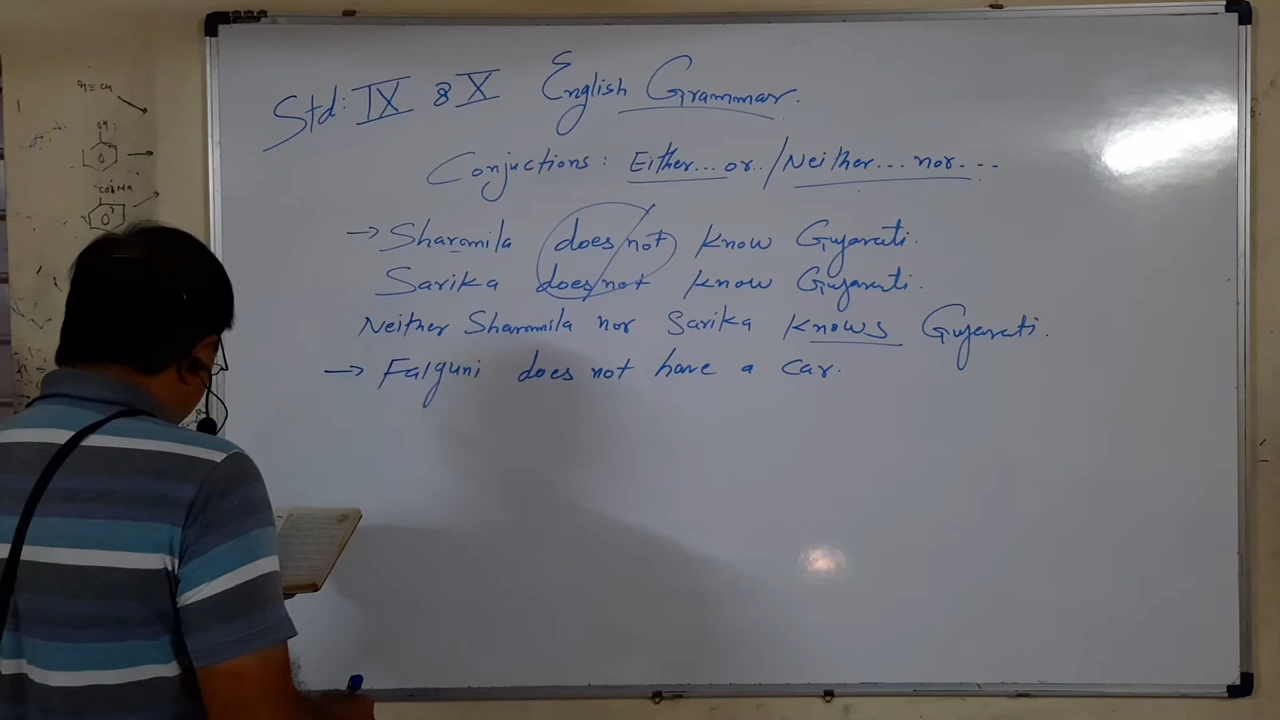 Std: IX & X English Grammar.
Conjuctions: Either...or../Neither...nor...
→ Sharmila does not know Gujarati.
Sarika does not know Gujarati.
Neither Sharmila nor Sarika knows Gujarati.
→ Falguni does not have a car.